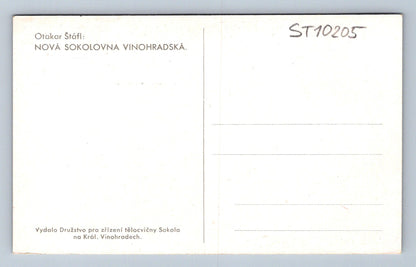 Otakar Štáfl:
NOVÁ SOKOLOVNA VINOHRADSKÁ.
ST10205
Vydalo Družstvo pro zřízení tělocvičny Sokola
na Král. Vinohradech.